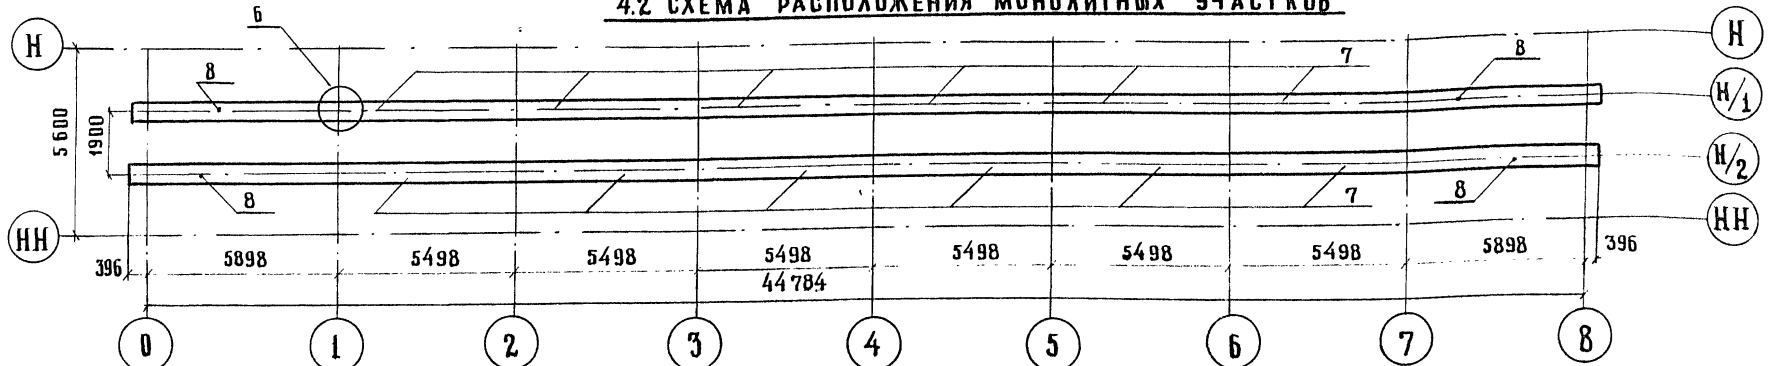 4.2 СХЕМА РАСПОЛОЖЕНИЯ МОНОЛИТНЫХ УЧАСТКОВ
6
Н Н
8 7 8
Н/1
5600 1900
Н/2
8 7 8
НН НН
396 5898 5498 5498 5498 5498 5498 5498 5898 396
44784
0 1 2 3 4 5 6 7 8